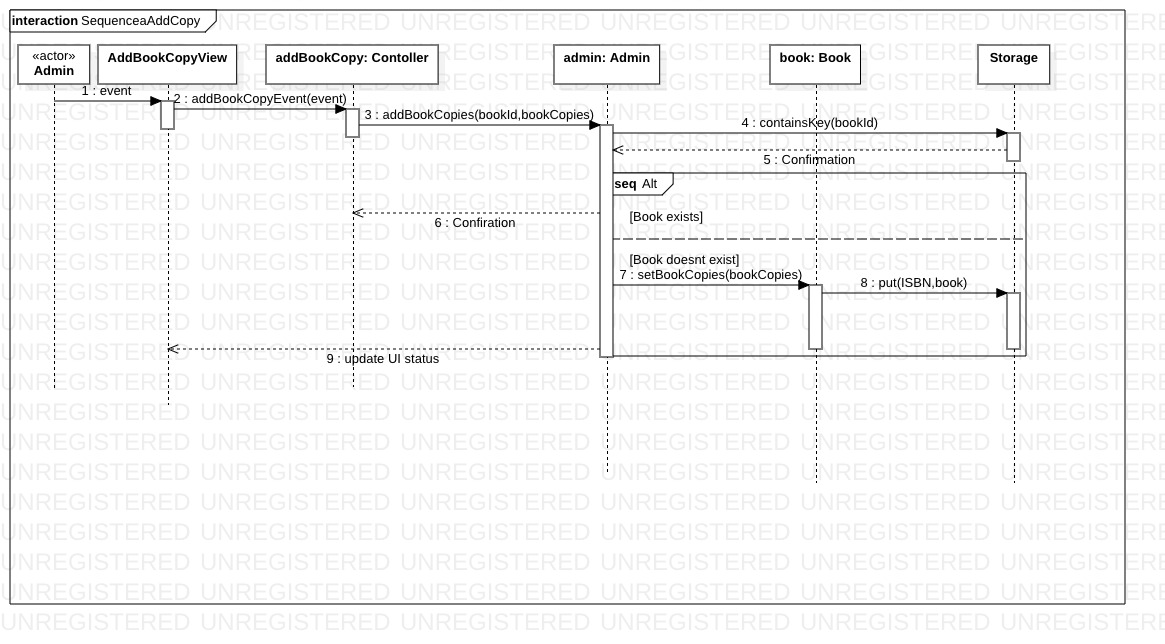 interaction SequenceaAddCopy
«actor»
Admin
AddBookCopyView
addBookCopy: Contoller
admin: Admin
book: Book
Storage
1 : event
2 : addBookCopyEvent(event)
3 : addBookCopies(bookId,bookCopies)
4 : containsKey(bookId)
5 : Confirmation
seq Alt
6 : Confiration
[Book exists]
[Book doesnt exist]
7 : setBookCopies(bookCopies)
8 : put(ISBN,book)
9 : update UI status
UNREGISTERED